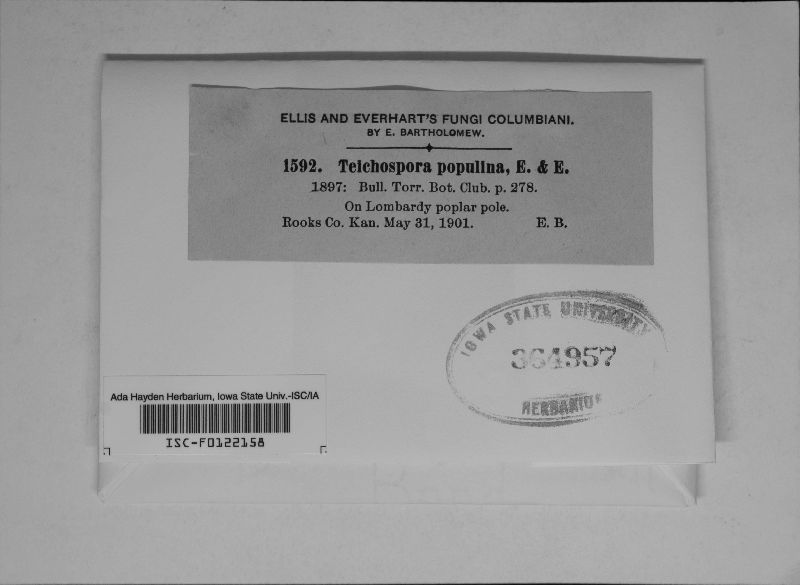 ELLIS AND EVERHART'S FUNGI COLUMBIANI.
BY E. BARTHOLOMEW.
1592. Teichospora populina, E. & E.
1897: Bull. Torr. Bot. Club. p. 278.
On Lombardy poplar pole.
Rooks Co. Kan. May 31, 1901. E. B.
IOWA STATE UNIVERSITY
364957
HERBARIUM
Ada Hayden Herbarium, Iowa State Univ.-ISC/IA
ISC-F0122158